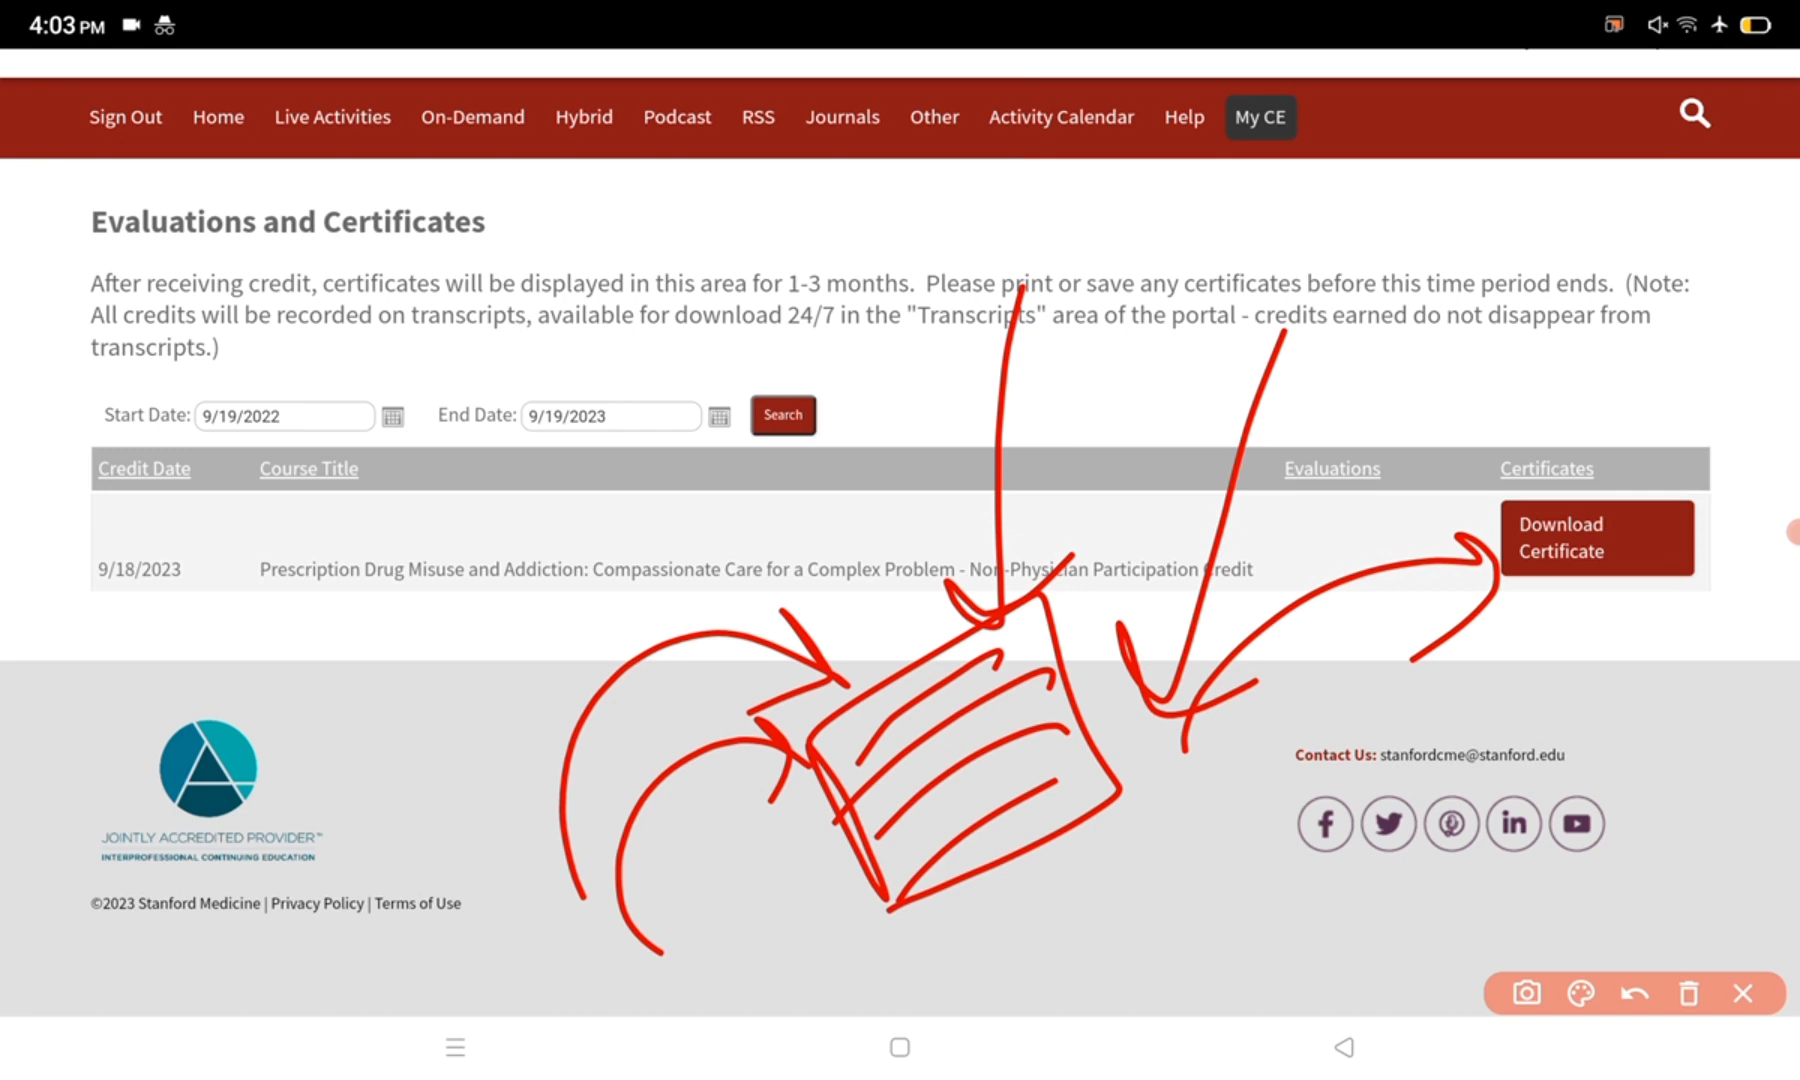 4:03 PM
Sign Out Home Live Activities On-Demand Hybrid Podcast RSS Journals Other Activity Calendar Help My CE
Evaluations and Certificates
After receiving credit, certificates will be displayed in this area for 1-3 months. Please print or save any certificates before this time period ends. (Note:
All credits will be recorded on transcripts, available for download 24/7 in the "Transcripts" area of the portal - credits earned do not disappear from
transcripts.)
Start Date: 9/19/2022 End Date: 9/19/2023 Search
Credit Date Course Title Evaluations Certificates
Download
Certificate
9/18/2023 Prescription Drug Misuse and Addiction: Compassionate Care for a Complex Problem - Non-Physician Participation Credit
Contact Us: stanfordcme@stanford.edu
JOINTLY ACCREDITED PROVIDER™
INTERPROFESSIONAL CONTINUING EDUCATION
©2023 Stanford Medicine | Privacy Policy | Terms of Use